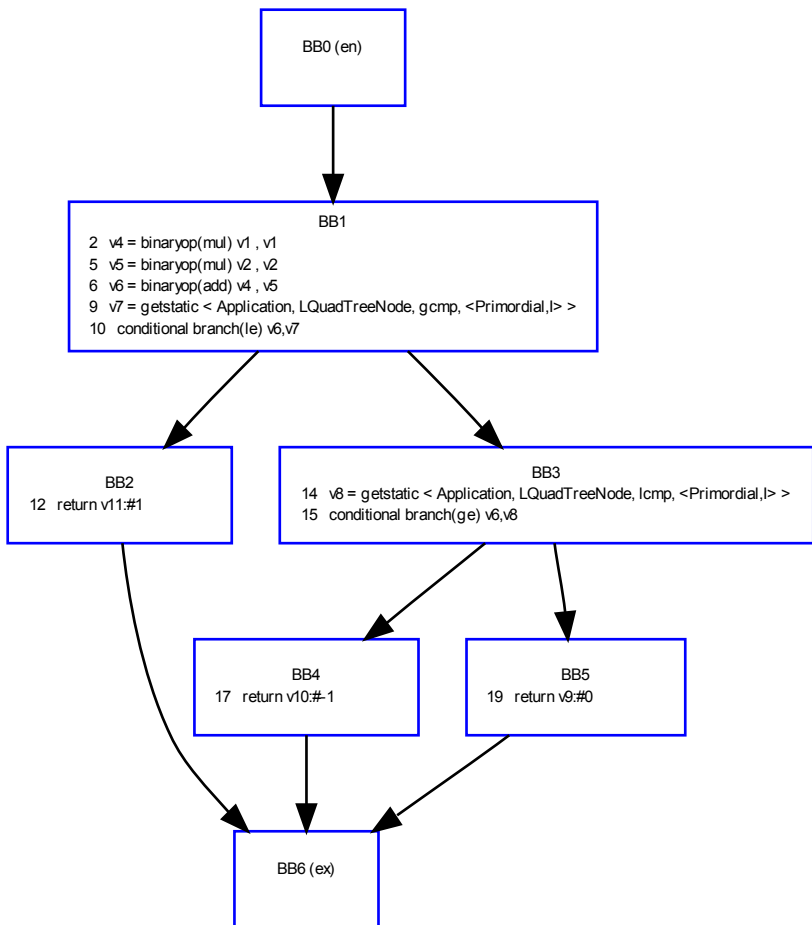 BB0 (en)
BB1
2 v4 = binaryop(mul) v1 , v1
5 v5 = binaryop(mul) v2 , v2
6 v6 = binaryop(add) v4 , v5
9 v7 = getstatic < Application, LQuadTreeNode, gcmp, <Primordial,I> >
10 conditional branch(le) v6,v7
BB2
12 return v11:#1
BB3
14 v8 = getstatic < Application, LQuadTreeNode, lcmp, <Primordial,I> >
15 conditional branch(ge) v6,v8
BB4
17 return v10:#-1
BB5
19 return v9:#0
BB6 (ex)